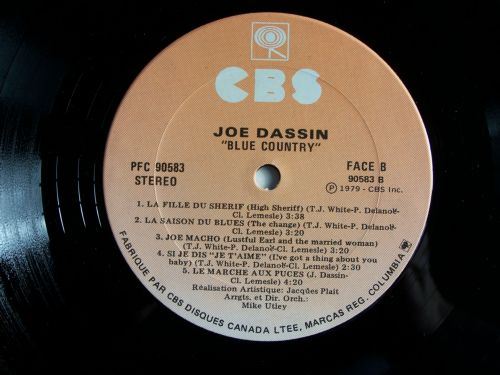 CBS
JOE DASSIN
"BLUE COUNTRY"
PFC 90583
STEREO
FACE B
90583 B
℗ 1979 - CBS Inc.
1. LA FILLE DU SHERIF (High Sheriff) (T.J. White-P. Delanoë-
Cl. Lemesle) 3:38
2. LA SAISON DU BLUES (The change) (T.J. White-P. Delanoë-
Cl. Lemesle) 3:20
3. JOE MACHO (Lustful Earl and the married woman)
(T.J. White-P. Delanoë-Cl. Lemesle) 3:20
4. SI JE DIS "JE T'AIME" (I've got a thing about you
baby) (T.J. White-P. Delanoë-Cl. Lemesle) 2:30
5. LE MARCHE AUX PUCES (J. Dassin-
Cl. Lemesle) 4:20
Réalisation Artistique: Jacques Plait
Arrgts. et Dir. Orch.:
Mike Utley
FABRIQUE PAR CBS DISQUES CANADA LTEE, MARCAS REG. COLUMBIA